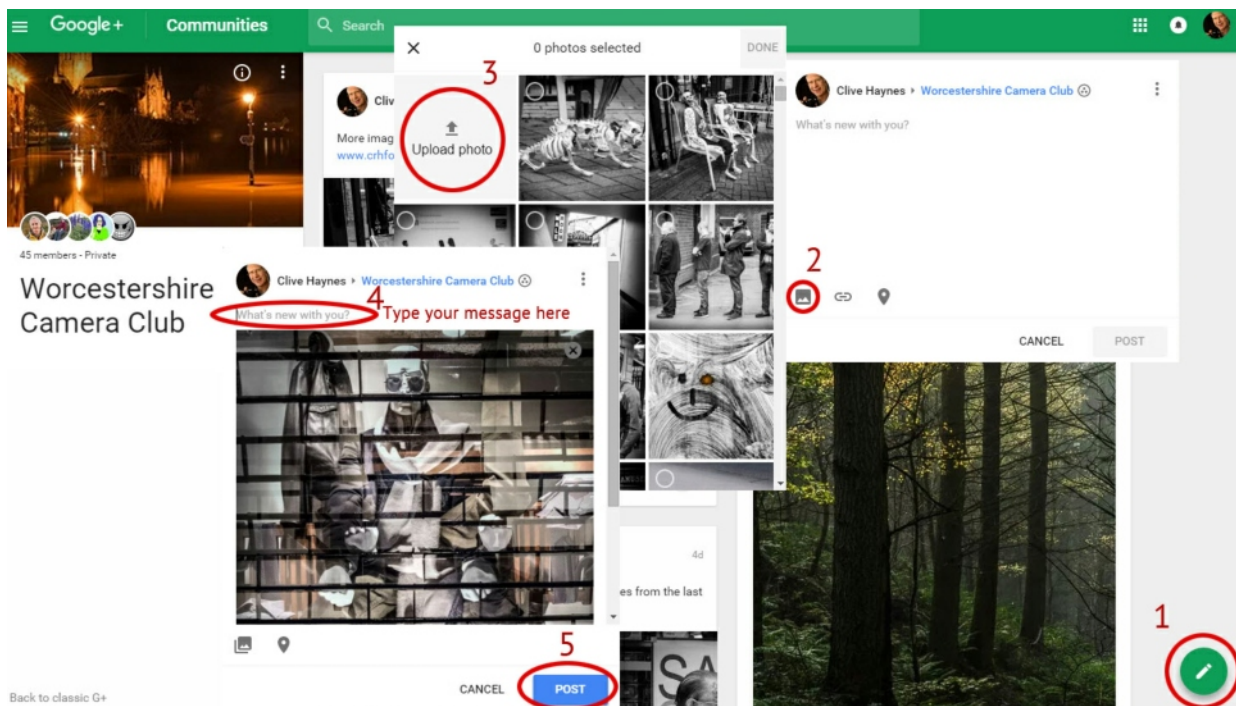 Google+
Communities
Search
45 members - Private
Worcestershire
Camera Club
Back to classic G+
Cliv
More imag
www.crhfo
0 photos selected
DONE
3
Upload photo
Clive Haynes ▸ Worcestershire Camera Club
What's new with you?
2
CANCEL
POST
Clive Haynes ▸ Worcestershire Camera Club
4
What's new with you?
Type your message here
5
CANCEL
POST
4d
es from the last
SA
1